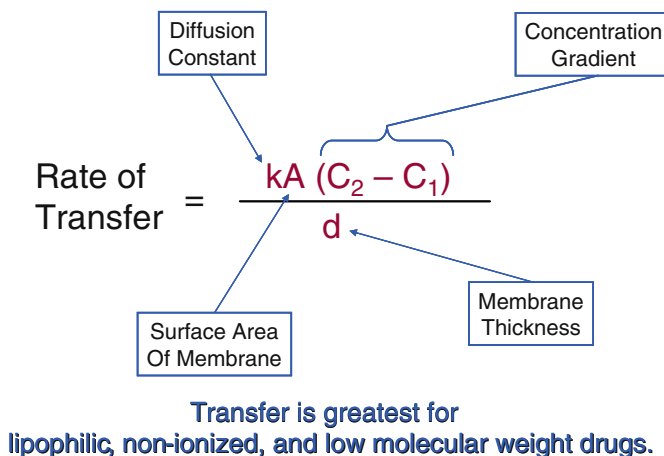 Diffusion
Constant
Concentration
Gradient
Rate of
Transfer
=
kA (C₂ – C₁)
d
Surface Area
Of Membrane
Membrane
Thickness
Transfer is greatest for
lipophilic, non-ionized, and low molecular weight drugs.